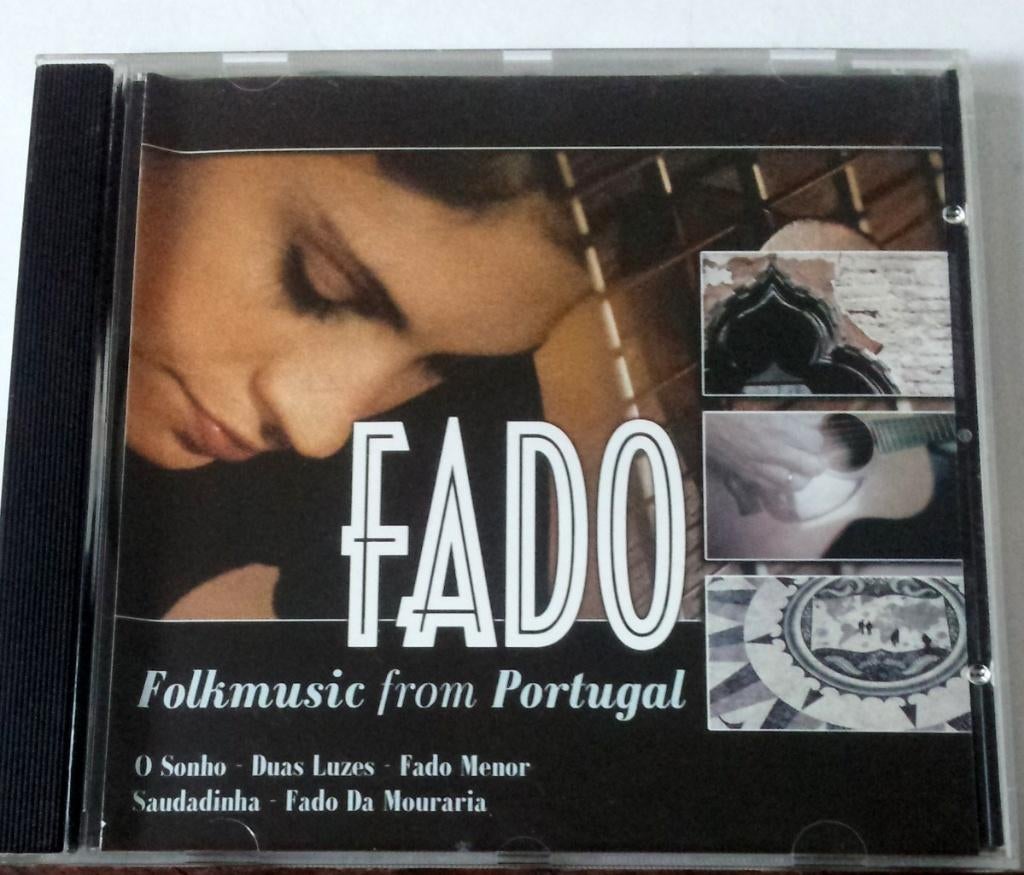 FADO
Folkmusic from Portugal
O Sonho - Duas Luzes - Fado Menor
Saudadinha - Fado Da Mouraria